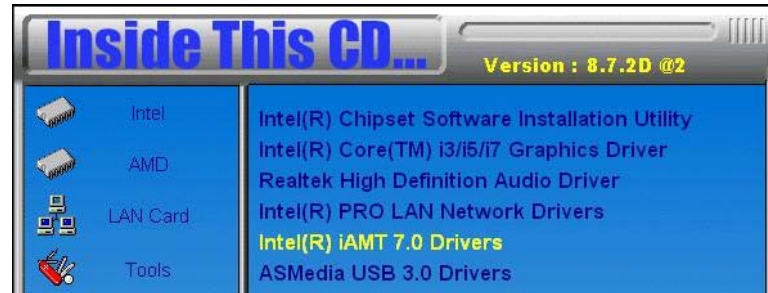 Inside This CD...
Version : 8.7.2D @2
Intel
AMD
LAN Card
Tools
Intel(R) Chipset Software Installation Utility
Intel(R) Core(TM) i3/i5/i7 Graphics Driver
Realtek High Definition Audio Driver
Intel(R) PRO LAN Network Drivers
Intel(R) iAMT 7.0 Drivers
ASMedia USB 3.0 Drivers